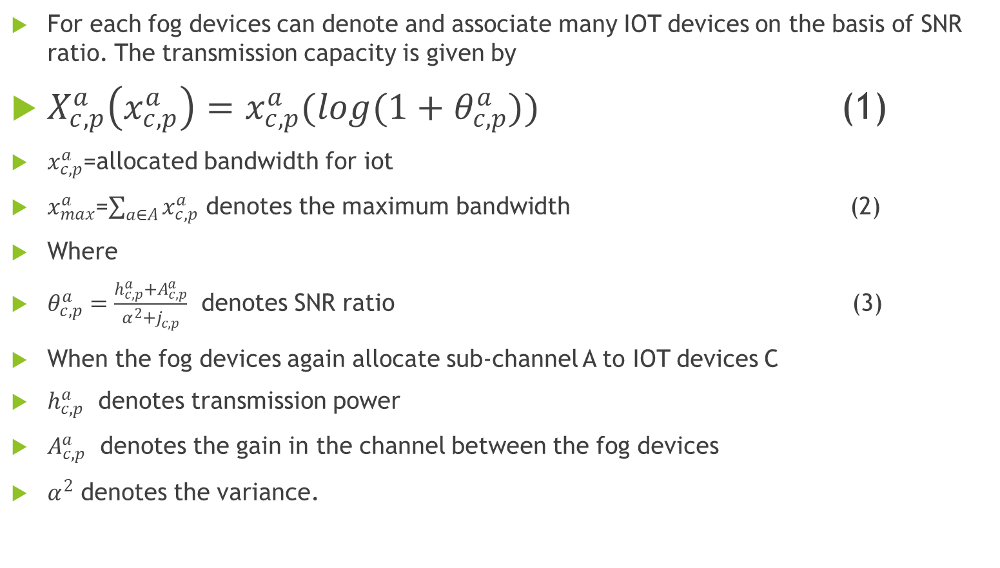 For each fog devices can denote and associate many IOT devices on the basis of SNR
ratio. The transmission capacity is given by
$X_{c,p}^{a}(x_{c,p}^{a}) = x_{c,p}^{a}(log(1 + \theta_{c,p}^{a}))$ (1)
$x_{c,p}^{a}$=allocated bandwidth for iot
$x_{max}^{a}$=$\sum_{a \in A} x_{c,p}^{a}$ denotes the maximum bandwidth (2)
Where
$\theta_{c,p}^{a} = \frac{h_{c,p}^{a}+A_{c,p}^{a}}{\alpha^{2}+j_{c,p}}$ denotes SNR ratio (3)
When the fog devices again allocate sub-channel A to IOT devices C
$h_{c,p}^{a}$ denotes transmission power
$A_{c,p}^{a}$ denotes the gain in the channel between the fog devices
$\alpha^{2}$ denotes the variance.